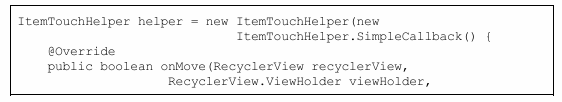 ItemTouchHelper helper = new ItemTouchHelper(new
ItemTouchHelper.SimpleCallback() {
@Override
public boolean onMove(RecyclerView recyclerView,
RecyclerView.ViewHolder viewHolder,